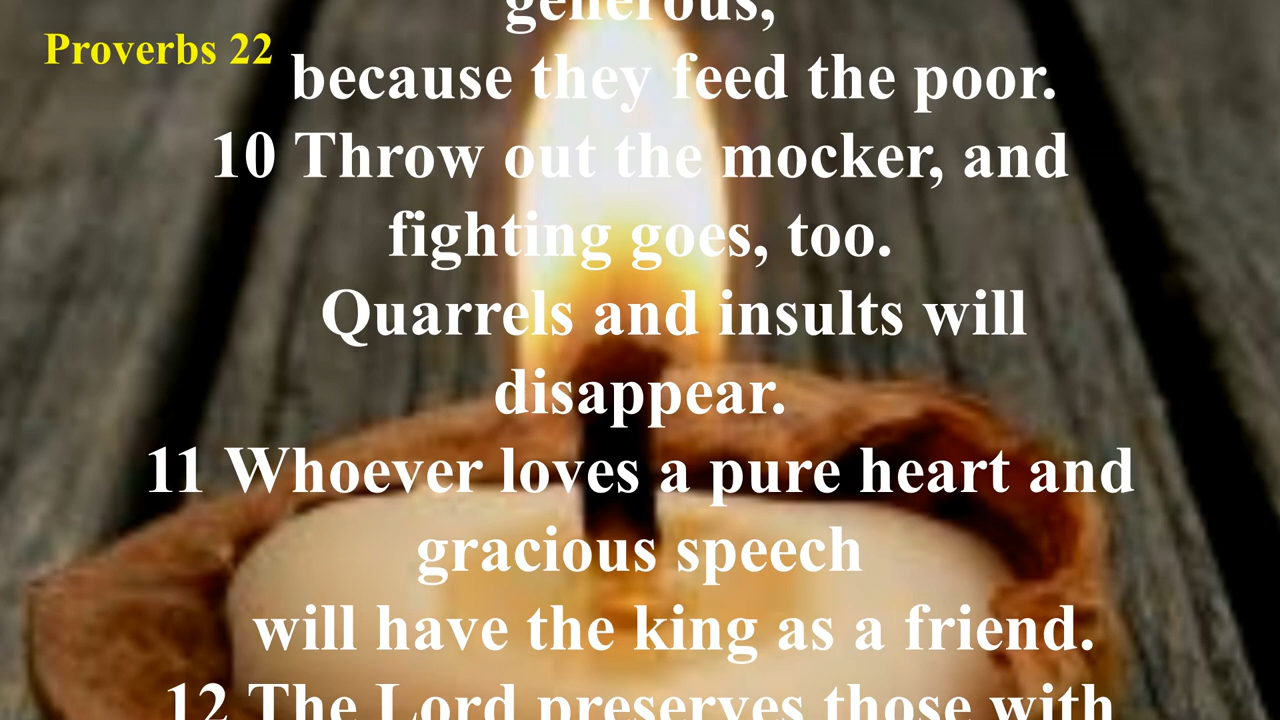 generous,
Proverbs 22
because they feed the poor.
10 Throw out the mocker, and
fighting goes, too.
Quarrels and insults will
disappear.
11 Whoever loves a pure heart and
gracious speech
will have the king as a friend.
12 The Lord preserves those with